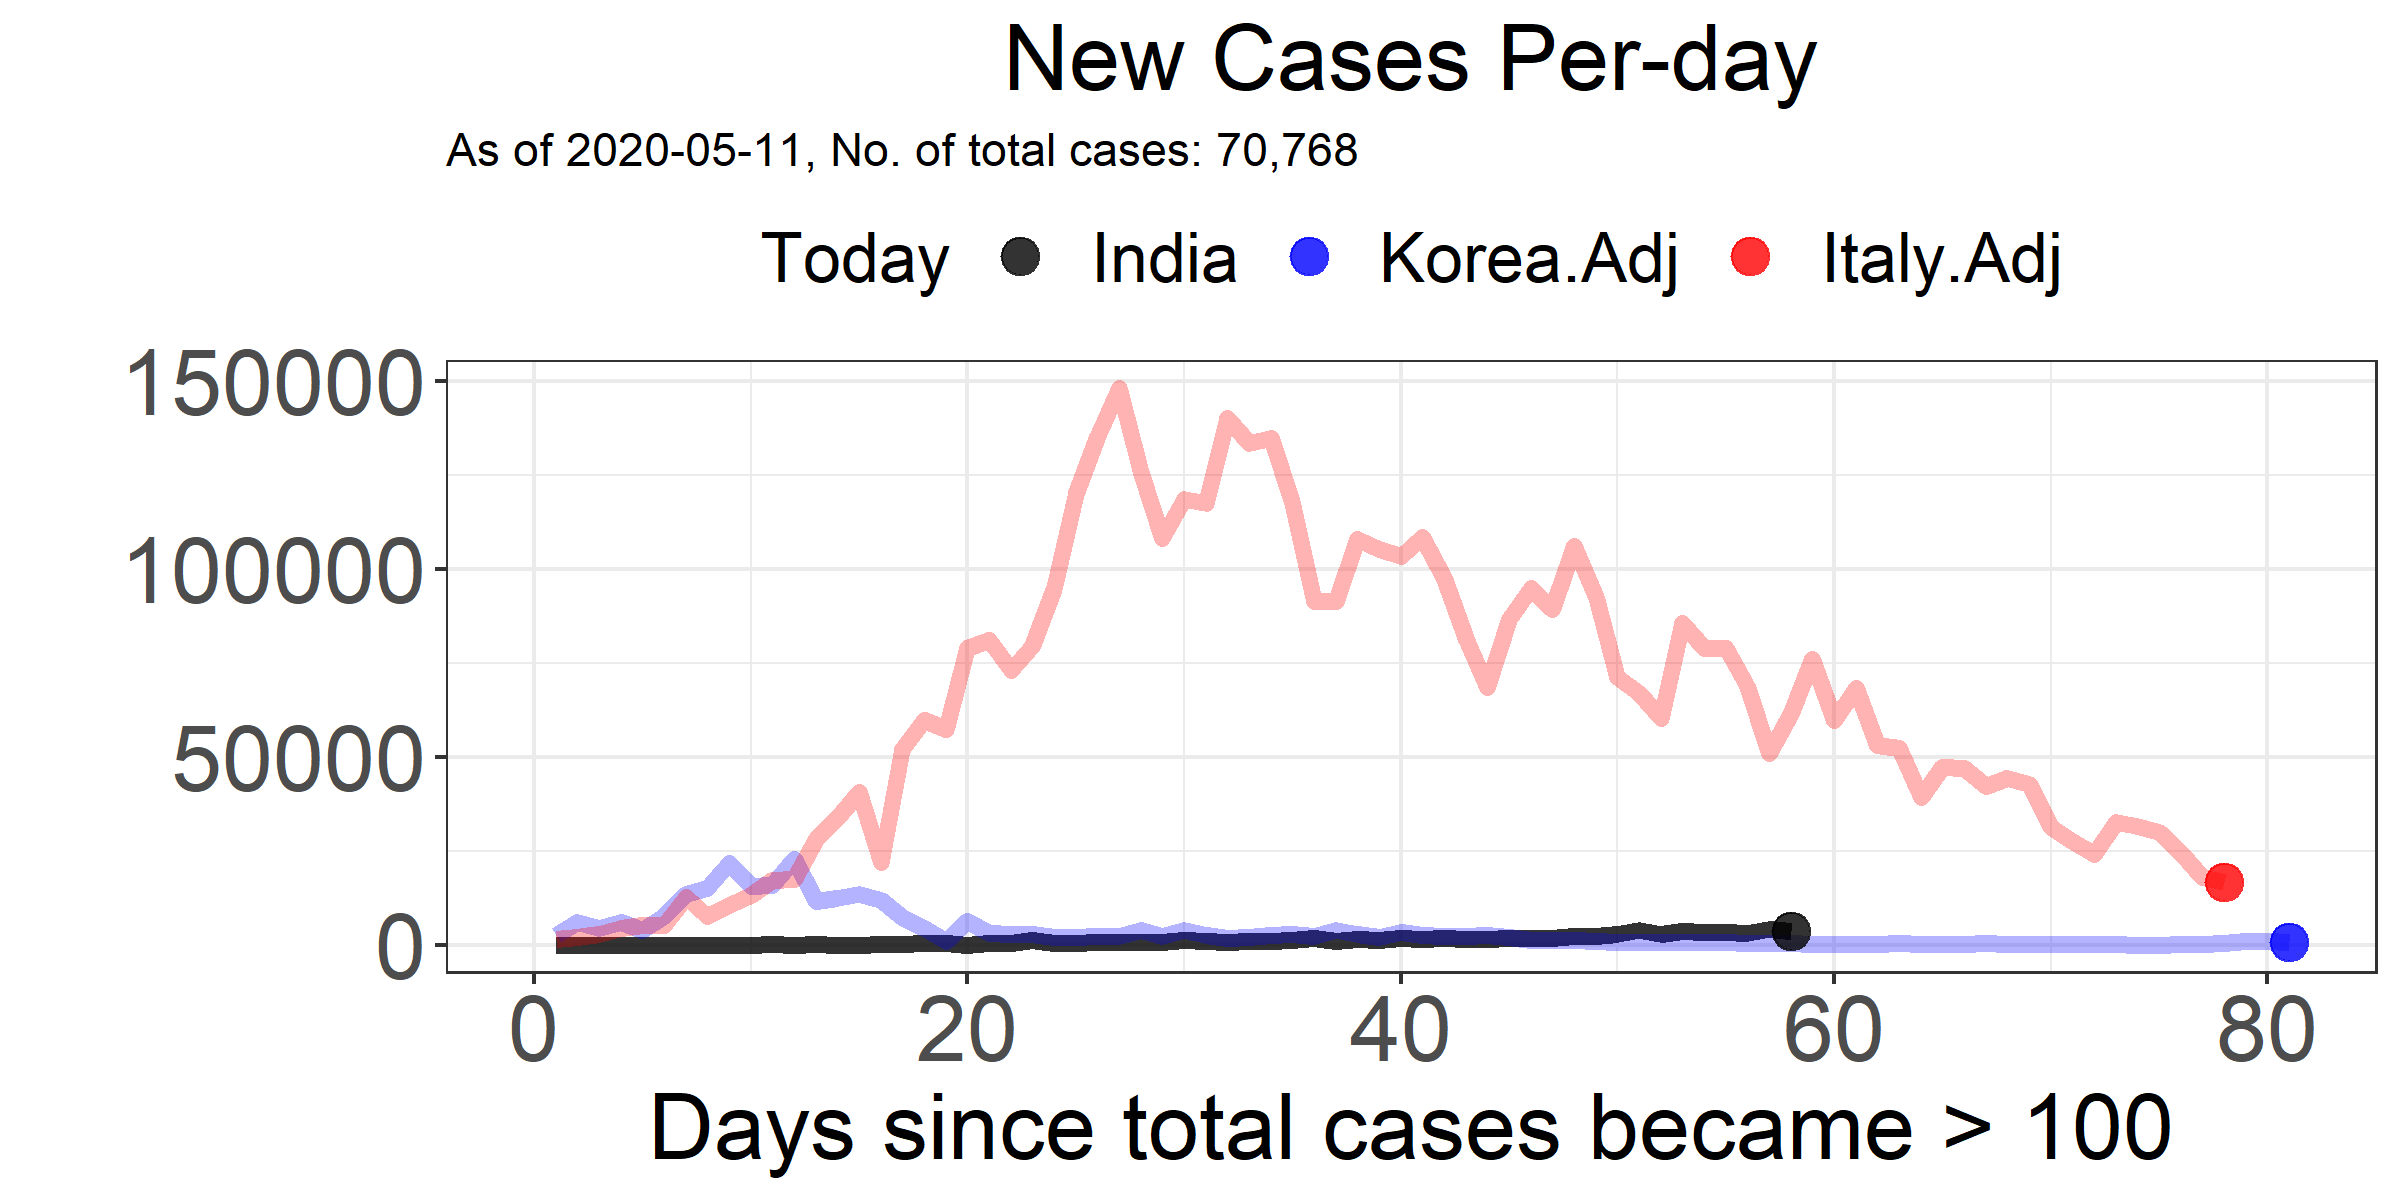 New Cases Per-day
As of 2020-05-11, No. of total cases: 70,768
Today India Korea.Adj Italy.Adj
150000
100000
50000
0
0 20 40 60 80
Days since total cases became > 100